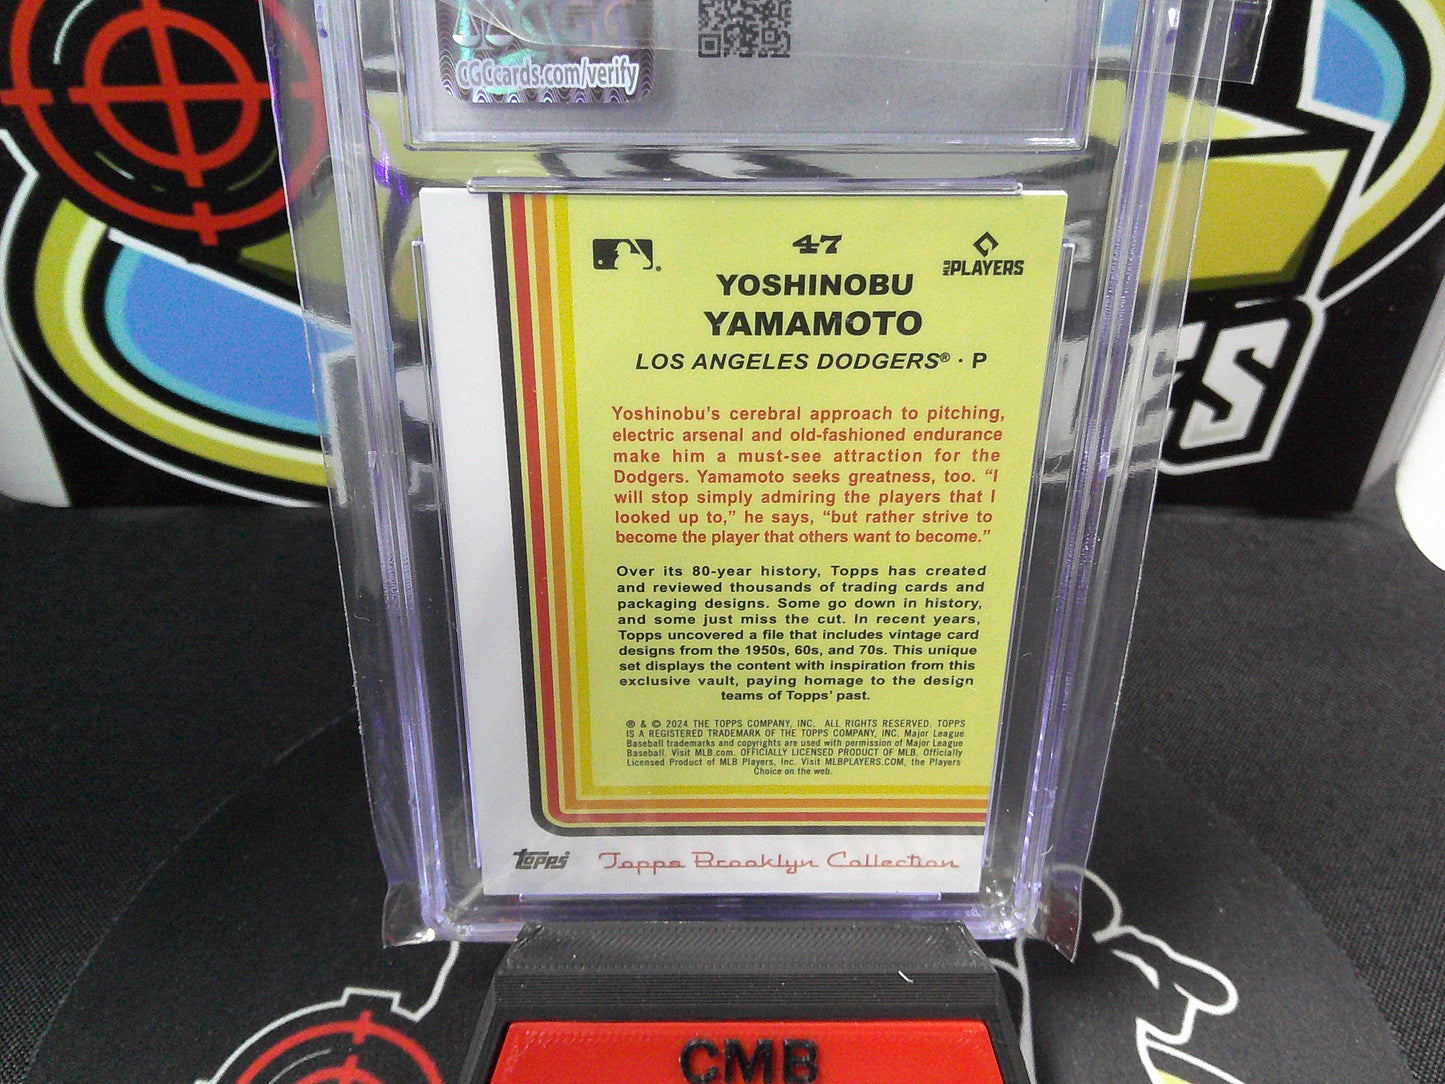 CGC
CGCcards.com/verify
47
MLB PLAYERS
YOSHINOBU
YAMAMOTO
LOS ANGELES DODGERS® · P
Yoshinobu's cerebral approach to pitching,
electric arsenal and old-fashioned endurance
make him a must-see attraction for the
Dodgers. Yamamoto seeks greatness, too. “I
will stop simply admiring the players that I
looked up to,” he says, “but rather strive to
become the player that others want to become.”
Over its 80-year history, Topps has created
and reviewed thousands of trading cards and
packaging designs. Some go down in history,
and some just miss the cut. In recent years,
Topps uncovered a file that includes vintage card
designs from the 1950s, 60s, and 70s. This unique
set displays the content with inspiration from this
exclusive vault, paying homage to the design
teams of Topps' past.
® & © 2024 THE TOPPS COMPANY, INC. ALL RIGHTS RESERVED. TOPPS
IS A REGISTERED TRADEMARK OF THE TOPPS COMPANY, INC. Major League
Baseball trademarks and copyrights are used with permission of Major League
Baseball. Visit MLB.com. OFFICIALLY LICENSED PRODUCT OF MLB. Officially
Licensed Product of MLB Players, Inc. Visit MLBPLAYERS.COM, the Players
Choice on the web.
topps Topps Brooklyn Collection
CMB